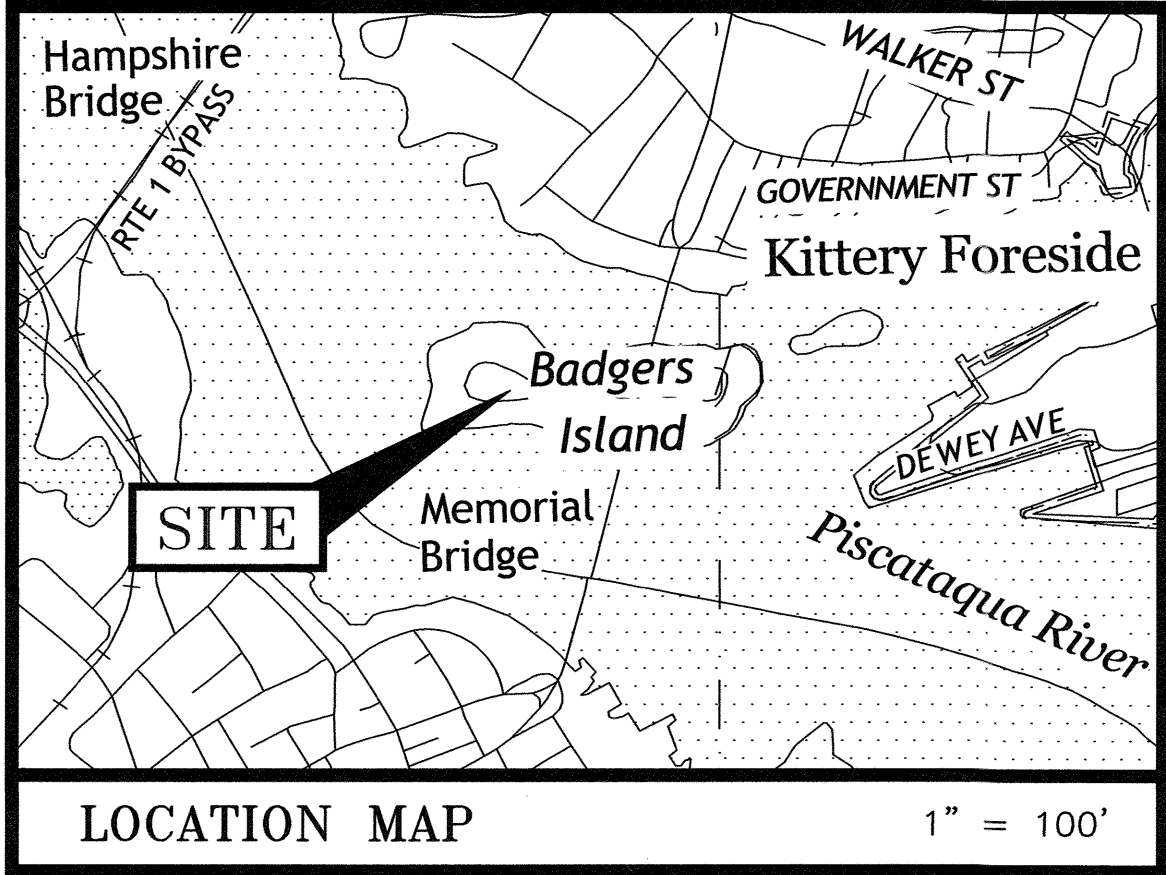 Hampshire
Bridge
RTE 1 BYPASS
WALKER ST
GOVERNNMENT ST
Kittery Foreside
Badgers
Island
DEWEY AVE
SITE
Memorial
Bridge
Piscataqua River
LOCATION MAP
1” = 100’